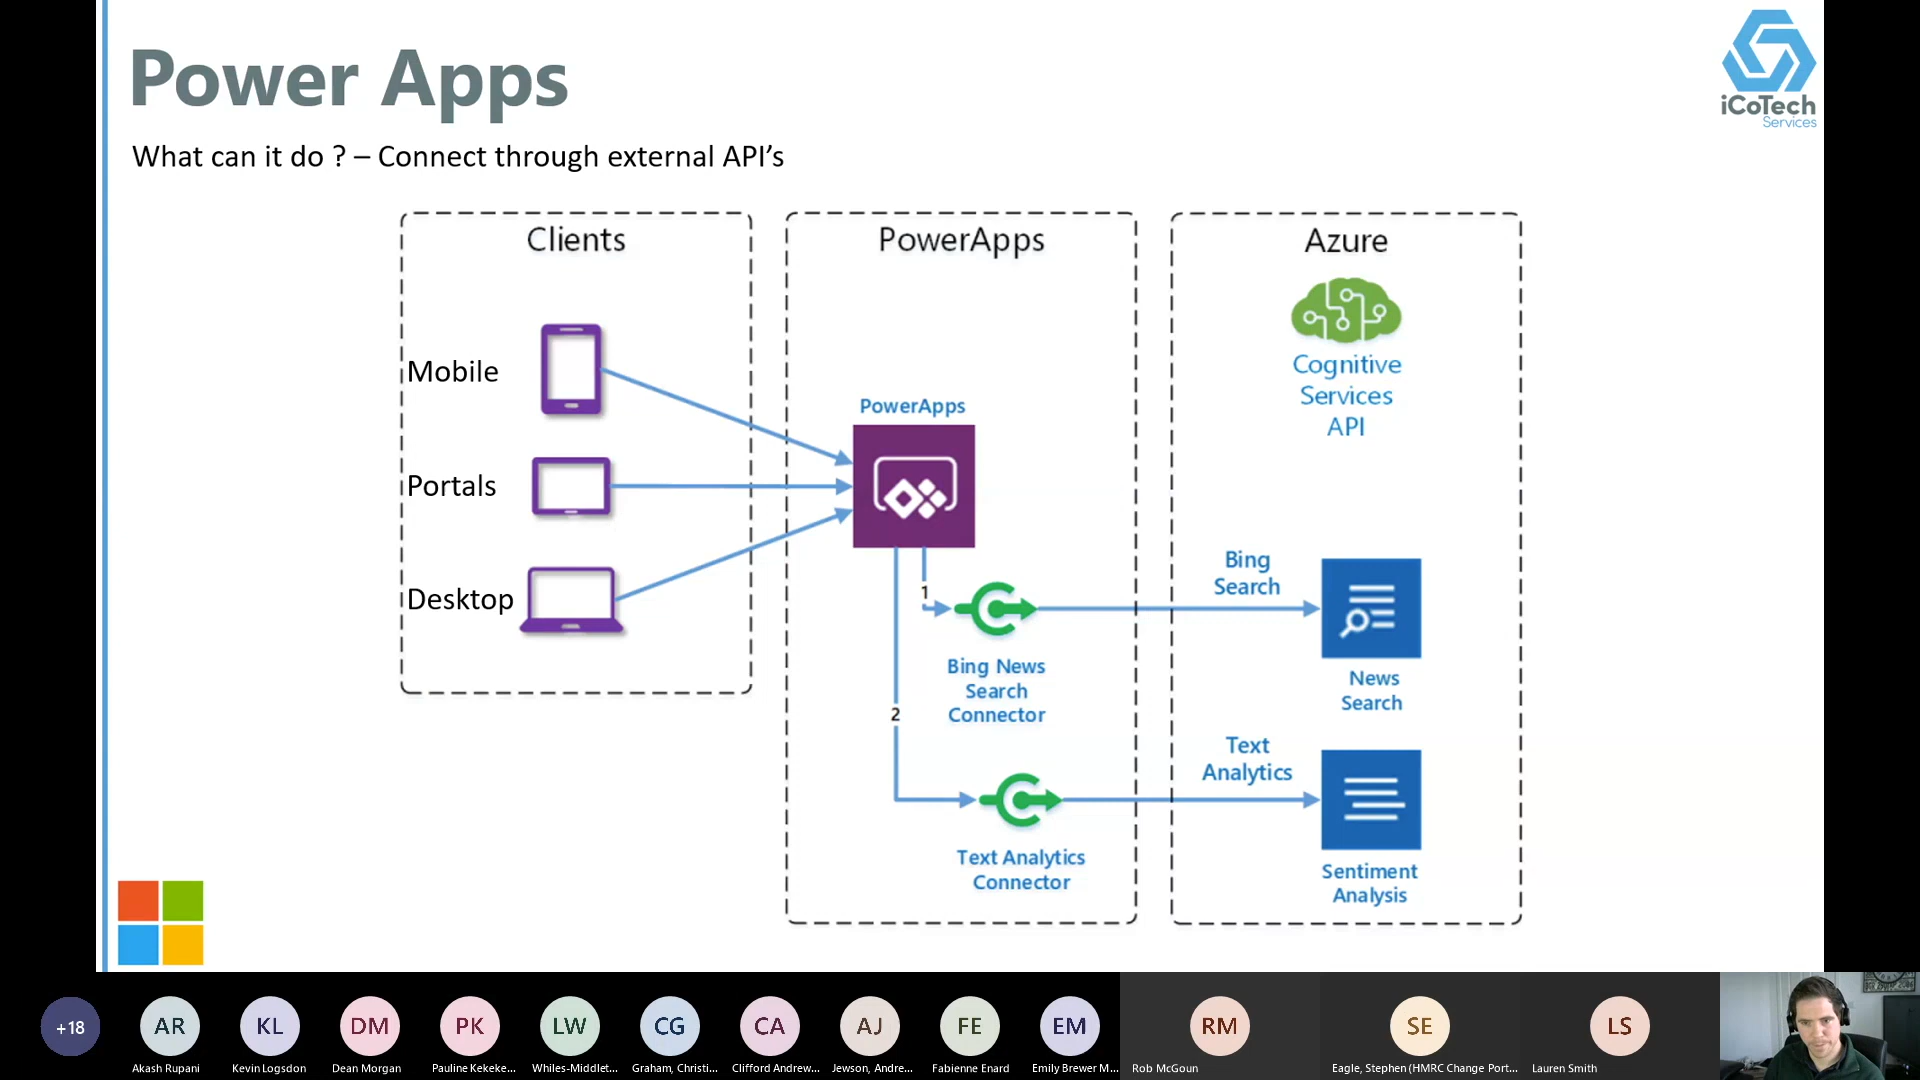 Power Apps
iCoTech
Services
What can it do ? – Connect through external API’s
Clients
PowerApps
Azure
Mobile
Portals
Desktop
PowerApps
Cognitive
Services
API
1
Bing News
Search
Connector
Bing
Search
News
Search
2
Text Analytics
Connector
Text
Analytics
Sentiment
Analysis
+18
AR
KL
DM
PK
LW
CG
CA
AJ
FE
EM
RM
SE
LS
Akash Rupani
Kevin Logsdon
Dean Morgan
Pauline Kekeke...
Whiles-Middlet...
Graham, Christi...
Clifford Andrew...
Jewson, Andre...
Fabienne Enard
Emily Brewer M...
Rob McGoun
Eagle, Stephen (HMRC Change Port...
Lauren Smith